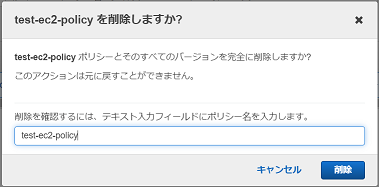 test-ec2-policy を削除しますか?
test-ec2-policy ポリシーとそのすべてのバージョンを完全に削除しますか?
このアクションは元に戻すことができません。
削除を確認するには、テキスト入力フィールドにポリシー名を入力します。
test-ec2-policy
キャンセル
削除